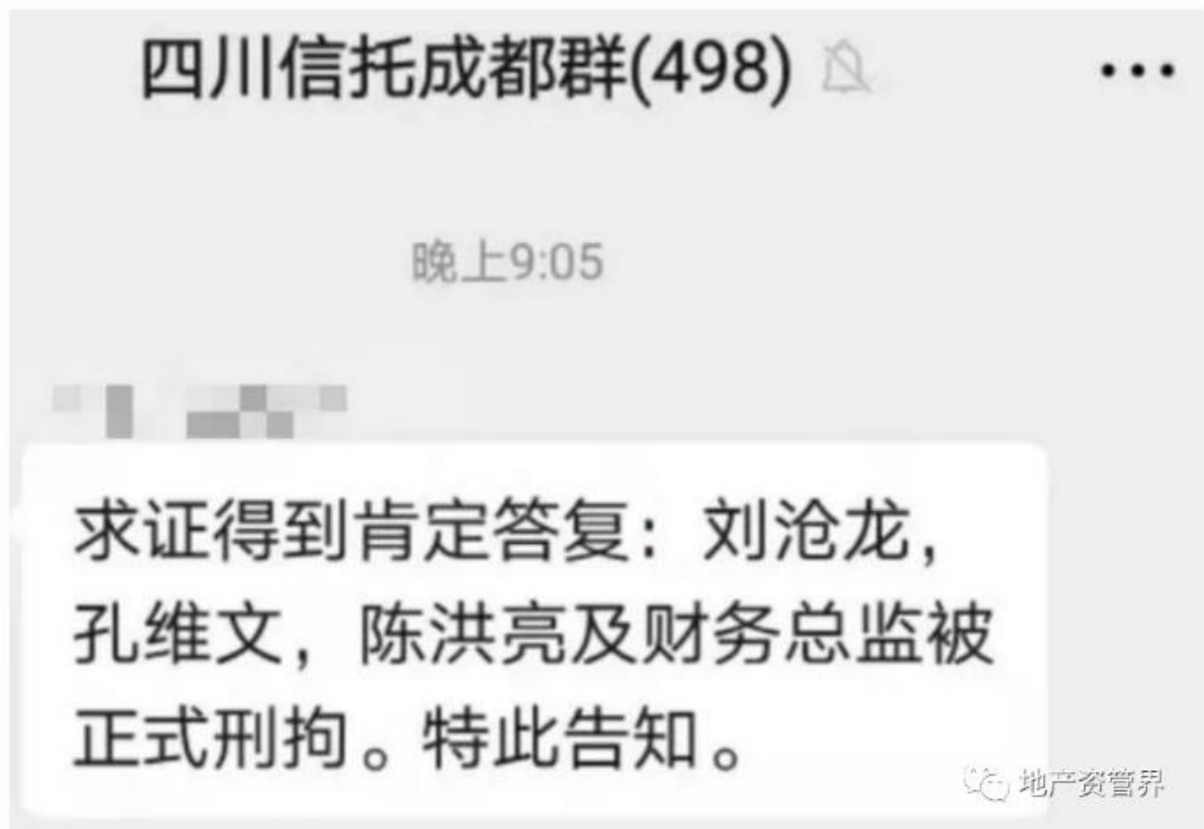 四川信托成都群(498)
晚上9:05
求证得到肯定答复：刘沧龙，
孔维文，陈洪亮及财务总监被
正式刑拘。特此告知。
地产资管界